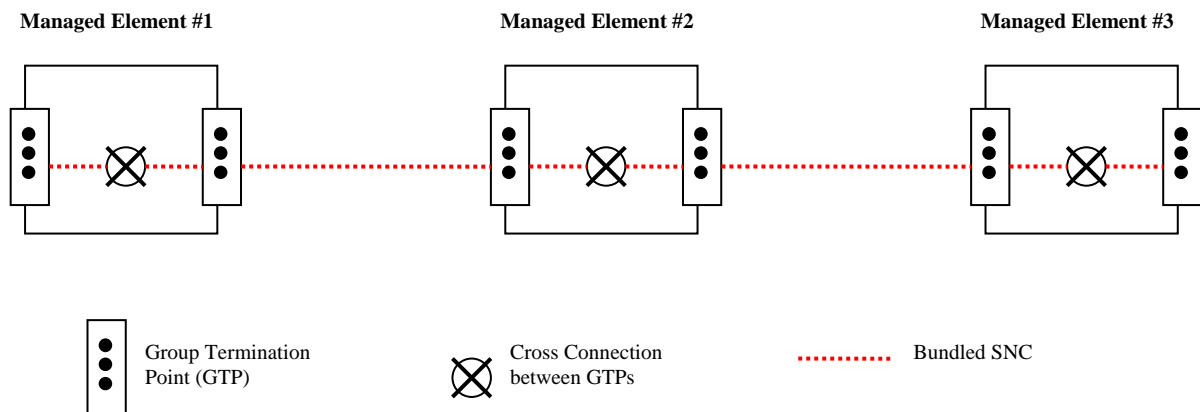 Managed Element #1
Managed Element #2
Managed Element #3
Group Termination
Point (GTP)
Cross Connection
between GTPs
Bundled SNC